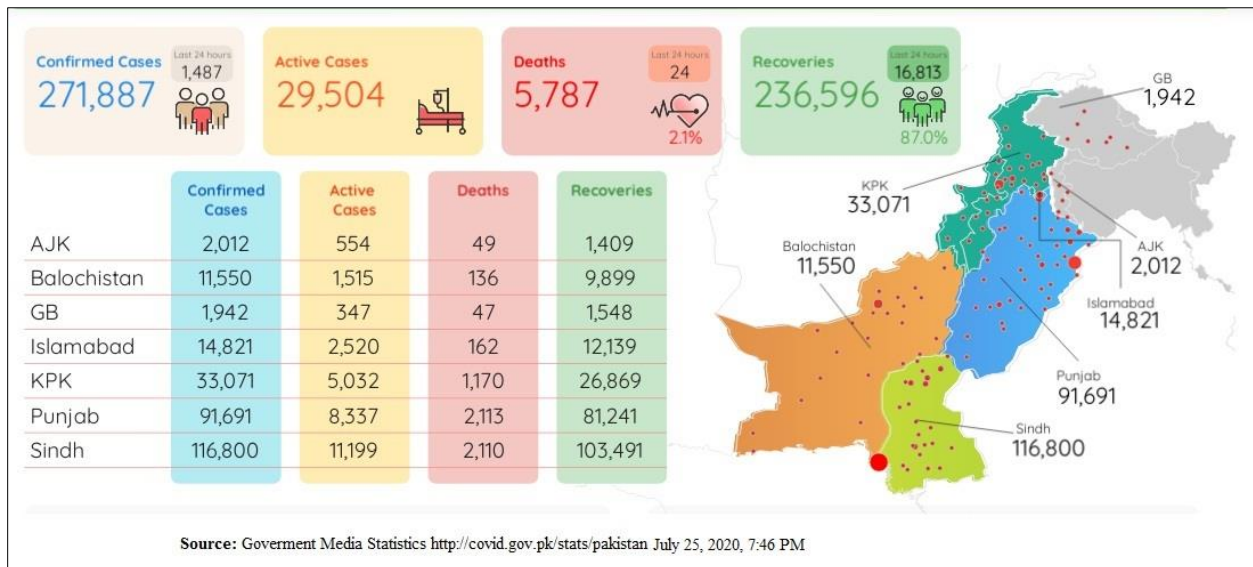 Confirmed Cases
271,887
Last 24 hours
1,487
Active Cases
29,504
Deaths
5,787
Last 24 hours
24
2.1%
Recoveries
236,596
Last 24 hours
16,813
87.0%
Confirmed Cases Active Cases Deaths Recoveries
AJK 2,012 554 49 1,409
Balochistan 11,550 1,515 136 9,899
GB 1,942 347 47 1,548
Islamabad 14,821 2,520 162 12,139
KPK 33,071 5,032 1,170 26,869
Punjab 91,691 8,337 2,113 81,241
Sindh 116,800 11,199 2,110 103,491
GB
1,942
KPK
33,071
Balochistan
11,550
AJK
2,012
Islamabad
14,821
Punjab
91,691
Sindh
116,800
Source: Goverment Media Statistics http://covid.gov.pk/stats/pakistan July 25, 2020, 7:46 PM